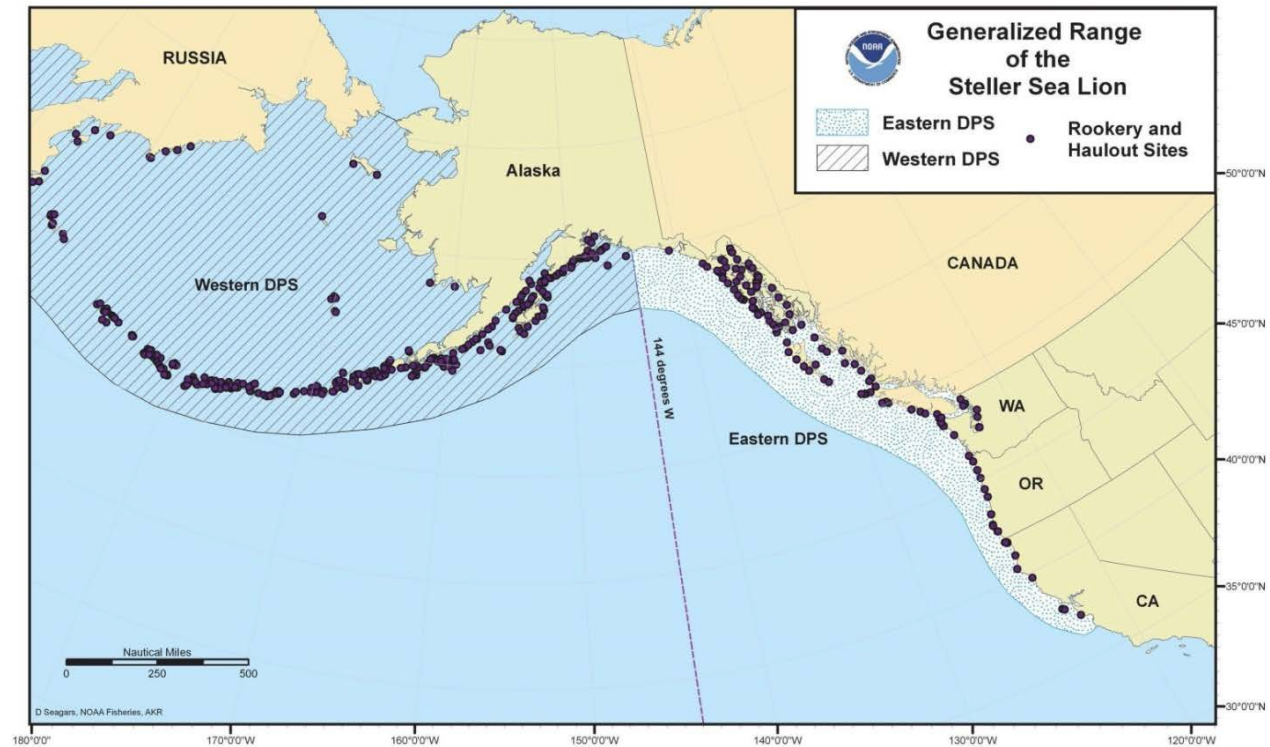 Generalized Range
of the
Steller Sea Lion
NOAA
Eastern DPS
Western DPS
Rookery and
Haulout Sites
RUSSIA
Alaska
CANADA
Western DPS
144 degrees W
Eastern DPS
WA
OR
CA
Nautical Miles
0 250 500
D Seagars, NOAA Fisheries, AKR
50°0'0"N
45°0'0"N
40°0'0"N
35°0'0"N
30°0'0"N
180°0'0" 170°0'0"W 160°0'0"W 150°0'0"W 140°0'0"W 130°0'0"W 120°0'0"W